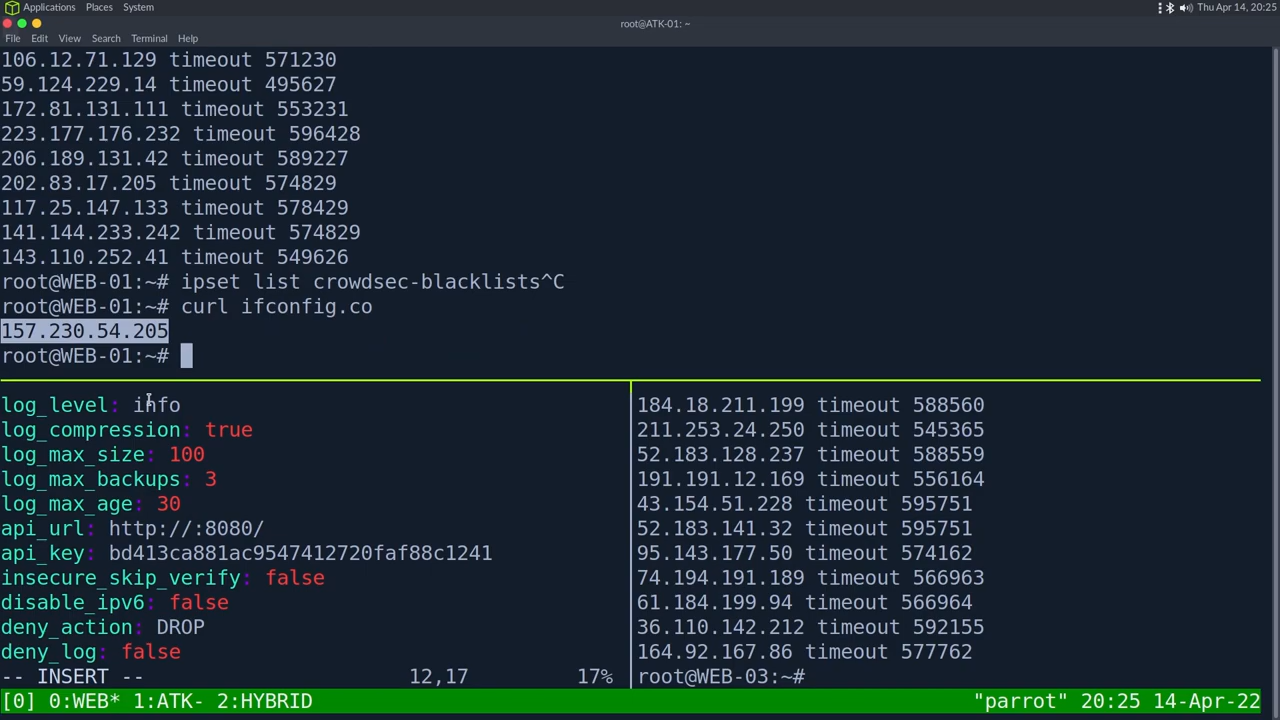 Applications Places System Thu Apr 14, 20:25
root@ATK-01: ~
File Edit View Search Terminal Help
106.12.71.129 timeout 571230
59.124.229.14 timeout 495627
172.81.131.111 timeout 553231
223.177.176.232 timeout 596428
206.189.131.42 timeout 589227
202.83.17.205 timeout 574829
117.25.147.133 timeout 578429
141.144.233.242 timeout 574829
143.110.252.41 timeout 549626
root@WEB-01:~# ipset list crowdsec-blacklists^C
root@WEB-01:~# curl ifconfig.co
157.230.54.205
root@WEB-01:~#
log_level: info
log_compression: true
log_max_size: 100
log_max_backups: 3
log_max_age: 30
api_url: http://:8080/
api_key: bd413ca881ac9547412720faf88c1241
insecure_skip_verify: false
disable_ipv6: false
deny_action: DROP
deny_log: false
-- INSERT -- 12,17 17%
184.18.211.199 timeout 588560
211.253.24.250 timeout 545365
52.183.128.237 timeout 588559
191.191.12.169 timeout 556164
43.154.51.228 timeout 595751
52.183.141.32 timeout 595751
95.143.177.50 timeout 574162
74.194.191.189 timeout 566963
61.184.199.94 timeout 566964
36.110.142.212 timeout 592155
164.92.167.86 timeout 577762
root@WEB-03:~#
[0] 0:WEB* 1:ATK- 2:HYBRID "parrot" 20:25 14-Apr-22